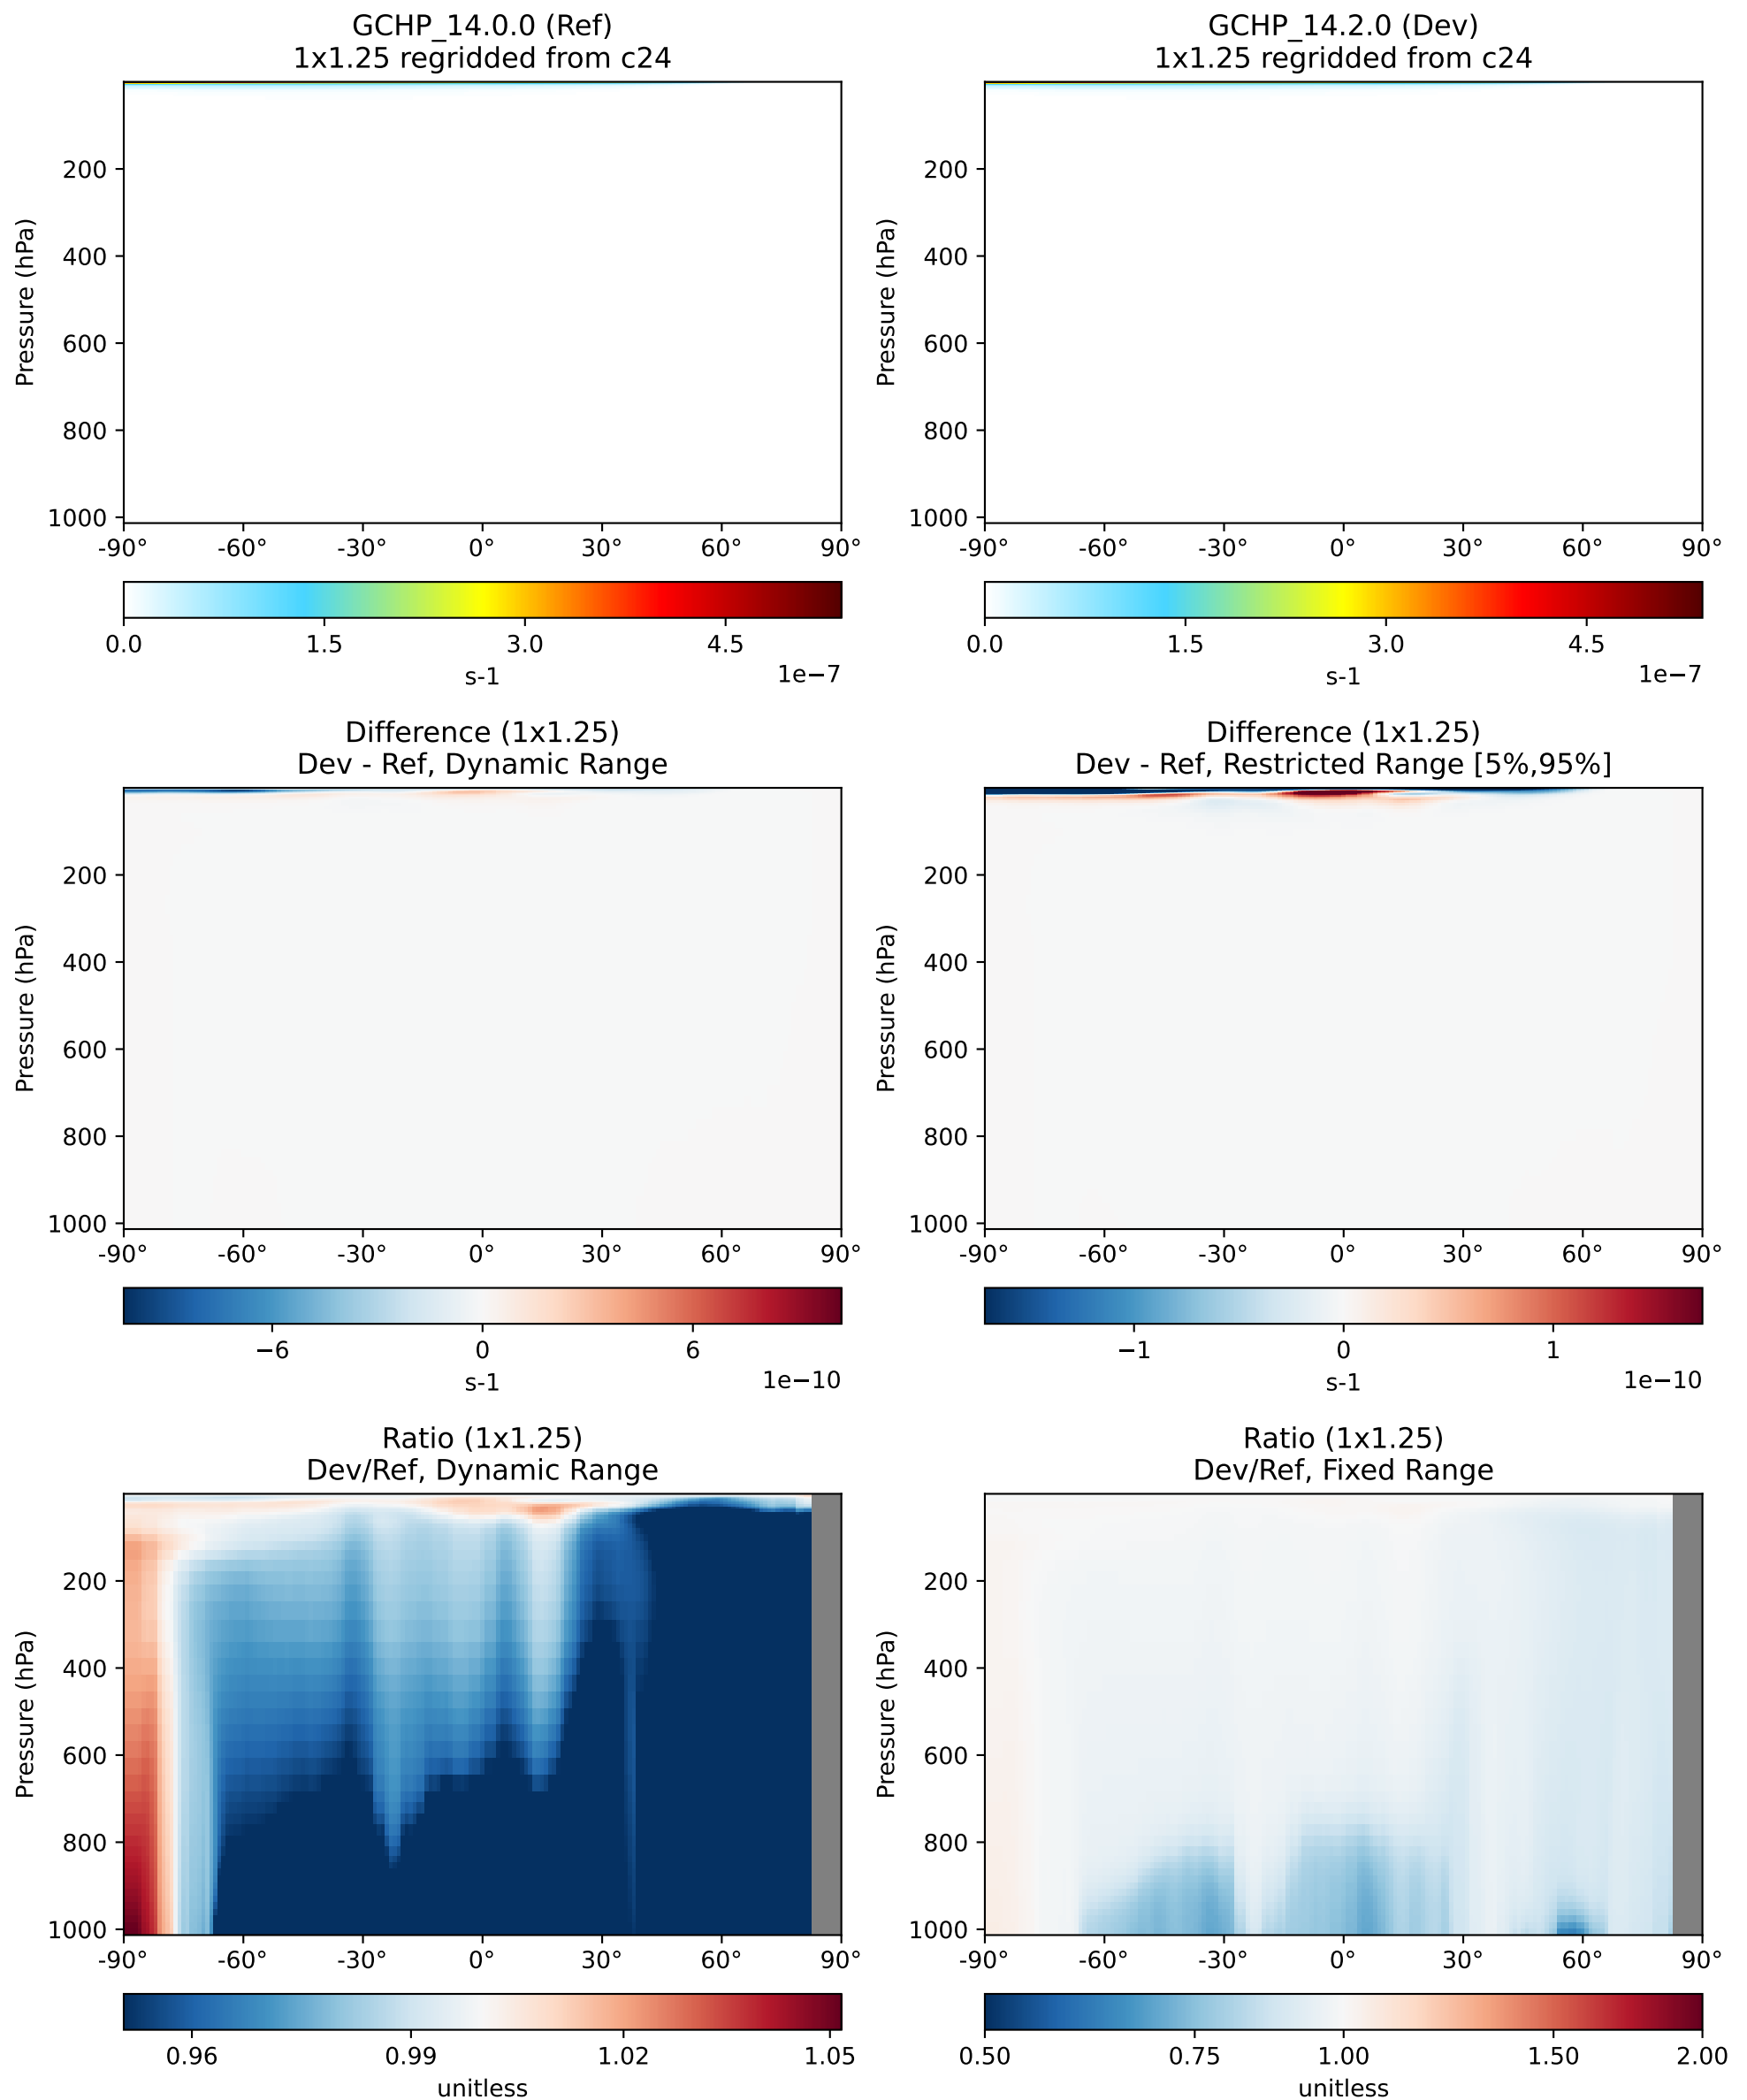 GCHP_14.0.0 (Ref)
1x1.25 regridded from c24
Pressure (hPa)
200
400
600
800
1000
-90° -60° -30° 0° 30° 60° 90°
0.0 1.5 3.0 4.5
s-1
1e−7
GCHP_14.2.0 (Dev)
1x1.25 regridded from c24
Pressure (hPa)
200
400
600
800
1000
-90° -60° -30° 0° 30° 60° 90°
0.0 1.5 3.0 4.5
s-1
1e−7
Difference (1x1.25)
Dev - Ref, Dynamic Range
Pressure (hPa)
200
400
600
800
1000
-90° -60° -30° 0° 30° 60° 90°
−6 0 6
s-1
1e−10
Difference (1x1.25)
Dev - Ref, Restricted Range [5%,95%]
Pressure (hPa)
200
400
600
800
1000
-90° -60° -30° 0° 30° 60° 90°
−1 0 1
s-1
1e−10
Ratio (1x1.25)
Dev/Ref, Dynamic Range
Pressure (hPa)
200
400
600
800
1000
-90° -60° -30° 0° 30° 60° 90°
0.96 0.99 1.02 1.05
unitless
Ratio (1x1.25)
Dev/Ref, Fixed Range
Pressure (hPa)
200
400
600
800
1000
-90° -60° -30° 0° 30° 60° 90°
0.50 0.75 1.00 1.50 2.00
unitless